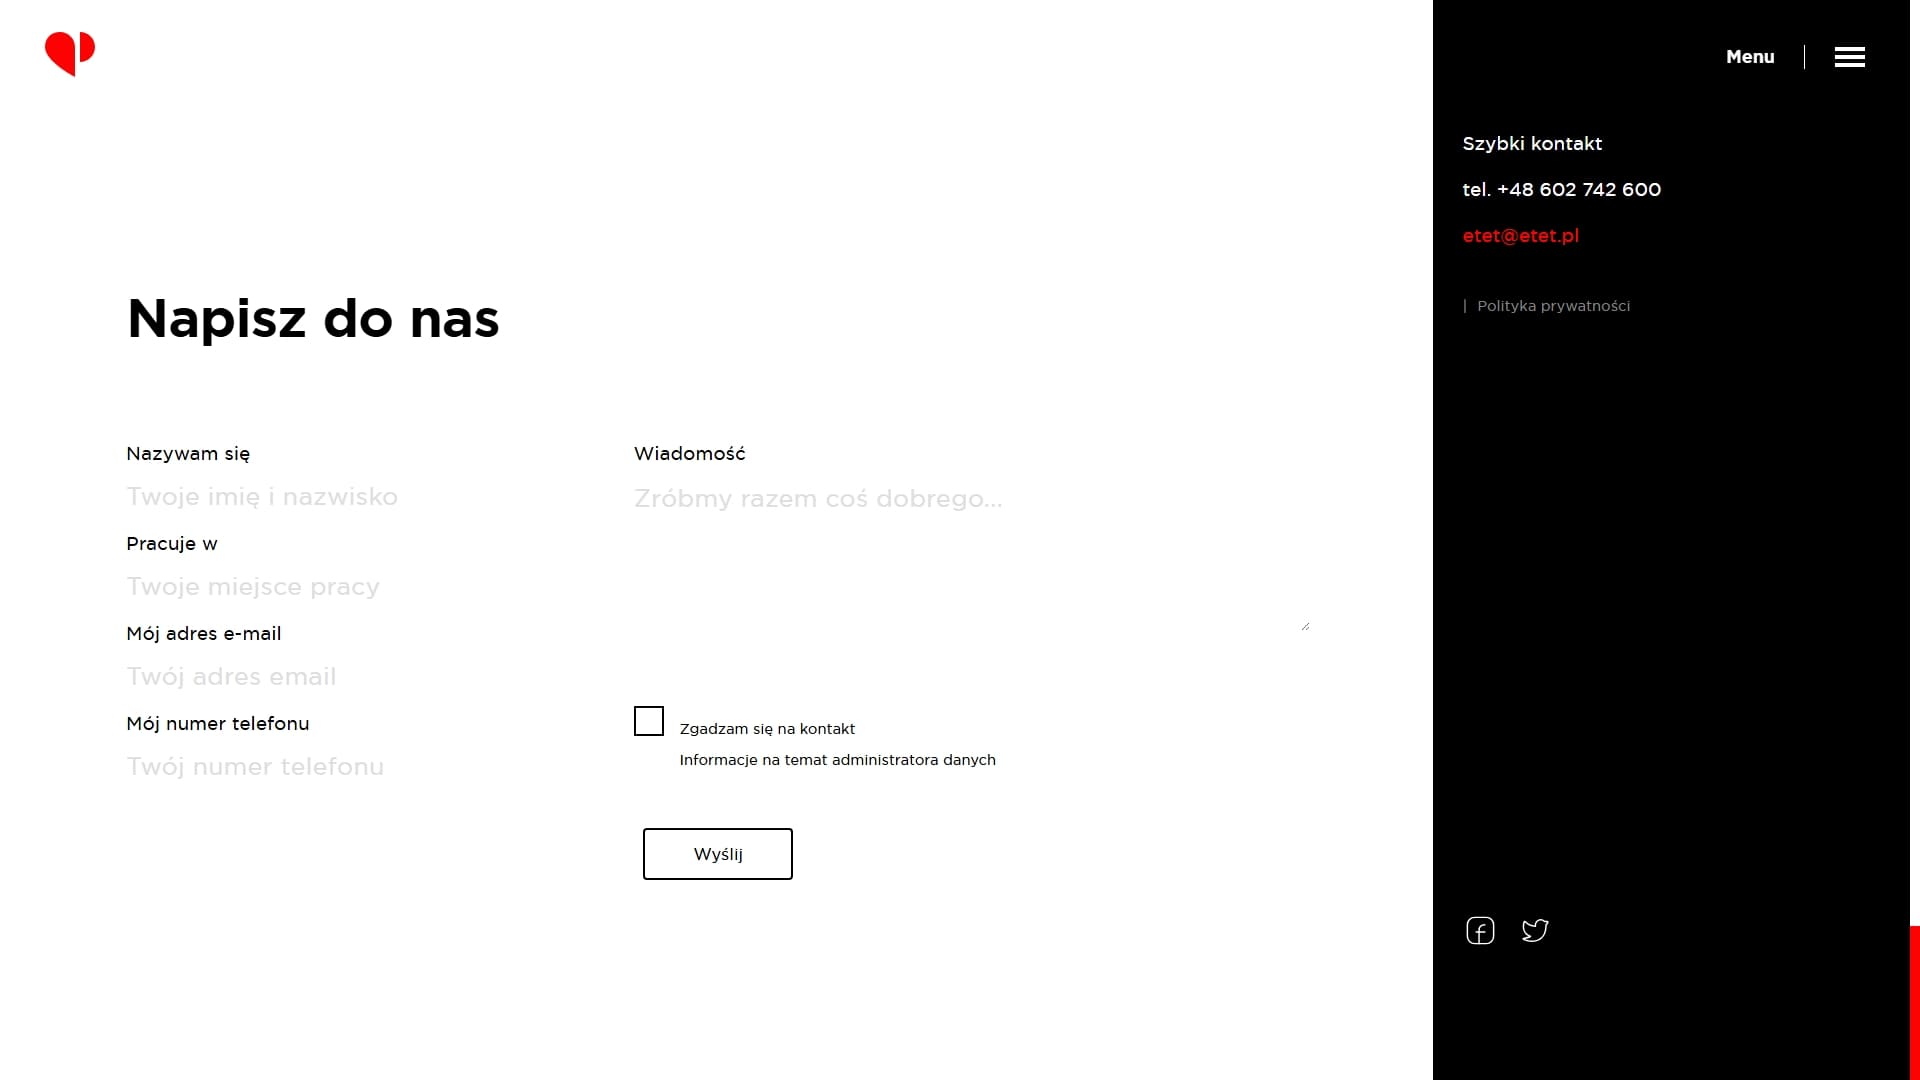 Menu
Szybki kontakt
tel. +48 602 742 600
etet@etet.pl
| Polityka prywatności
Napisz do nas
Nazywam się
Twoje imię i nazwisko
Pracuje w
Twoje miejsce pracy
Mój adres e-mail
Twój adres email
Mój numer telefonu
Twój numer telefonu
Wiadomość
Zróbmy razem coś dobrego...
Zgadzam się na kontakt
Informacje na temat administratora danych
Wyślij